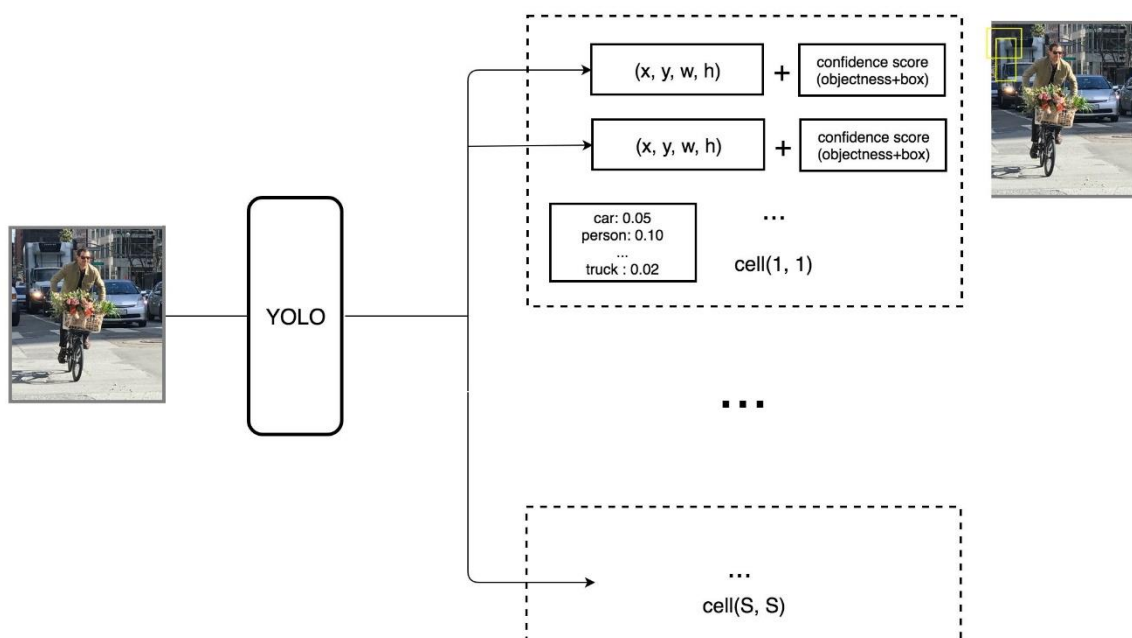 (x, y, w, h)
+
confidence score
(objectness+box)
(x, y, w, h)
+
confidence score
(objectness+box)
car: 0.05
person: 0.10
...
truck : 0.02
...
cell(1, 1)
YOLO
...
...
cell(S, S)